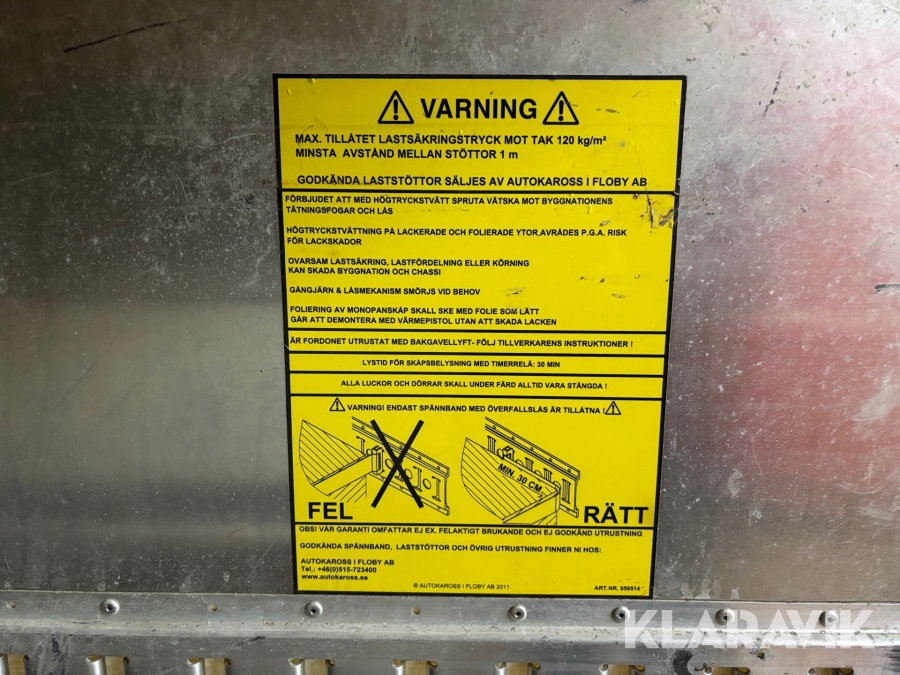 VARNING
MAX. TILLÅTET LASTSÄKRINGSTRYCK MOT TAK 120 kg/m²
MINSTA AVSTÅND MELLAN STÖTTOR 1 m
GODKÄNDA LASTSTÖTTOR SÄLJES AV AUTOKAROSS I FLOBY AB
FÖRBJUDET ATT MED HÖGTRYCKSTVÄTT SPRUTA VÄTSKA MOT BYGGNATIONENS
TÄTNINGSFOGAR OCH LÅS
HÖGTRYCKSTVÄTTNING PÅ LACKERADE OCH FOLIERADE YTOR,AVRÅDES P.G.A. RISK
FÖR LACKSKADOR
OVARSAM LASTSÄKRING, LASTFÖRDELNING ELLER KÖRNING
KAN SKADA BYGGNATION OCH CHASSI
GÅNGJÄRN & LÅSMEKANISM SMÖRJS VID BEHOV
FOLIERING AV MONOPANSKÅP SKALL SKE MED FOLIE SOM LÄTT
GÅR ATT DEMONTERA MED VÄRMEPISTOL UTAN ATT SKADA LACKEN
ÄR FORDONET UTRUSTAT MED BAKGAVELLYFT- FÖLJ TILLVERKARENS INSTRUKTIONER !
LYSTID FÖR SKÅPSBELYSNING MED TIMERRELÄ: 30 MIN
ALLA LUCKOR OCH DÖRRAR SKALL UNDER FÄRD ALLTID VARA STÄNGDA !
VARNING! ENDAST SPÄNNBAND MED ÖVERFALLSLÅS ÄR TILLÅTNA !
MIN. 30 CM.
FEL RÄTT
OBS! VÅR GARANTI OMFATTAR EJ EX. FELAKTIGT BRUKANDE OCH EJ GODKÄND UTRUSTNING
GODKÄNDA SPÄNNBAND, LASTSTÖTTOR OCH ÖVRIG UTRUSTNING FINNER NI HOS:
AUTOKAROSS I FLOBY AB
Tel.: +46(0)515-723400
www.autokaross.se
© AUTOKAROSS I FLOBY AB 2011 ART.NR. 959514
KLARAVIK